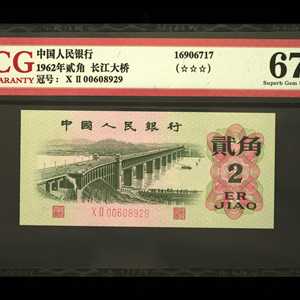 CG
WARRANTY
中国人民银行
1962年贰角 长江大桥
冠号: X II 00608929
16906717
(☆☆☆)
67
Superb Gem
中國人民銀行
貳角
2
ER
JIAO
X II 00608929